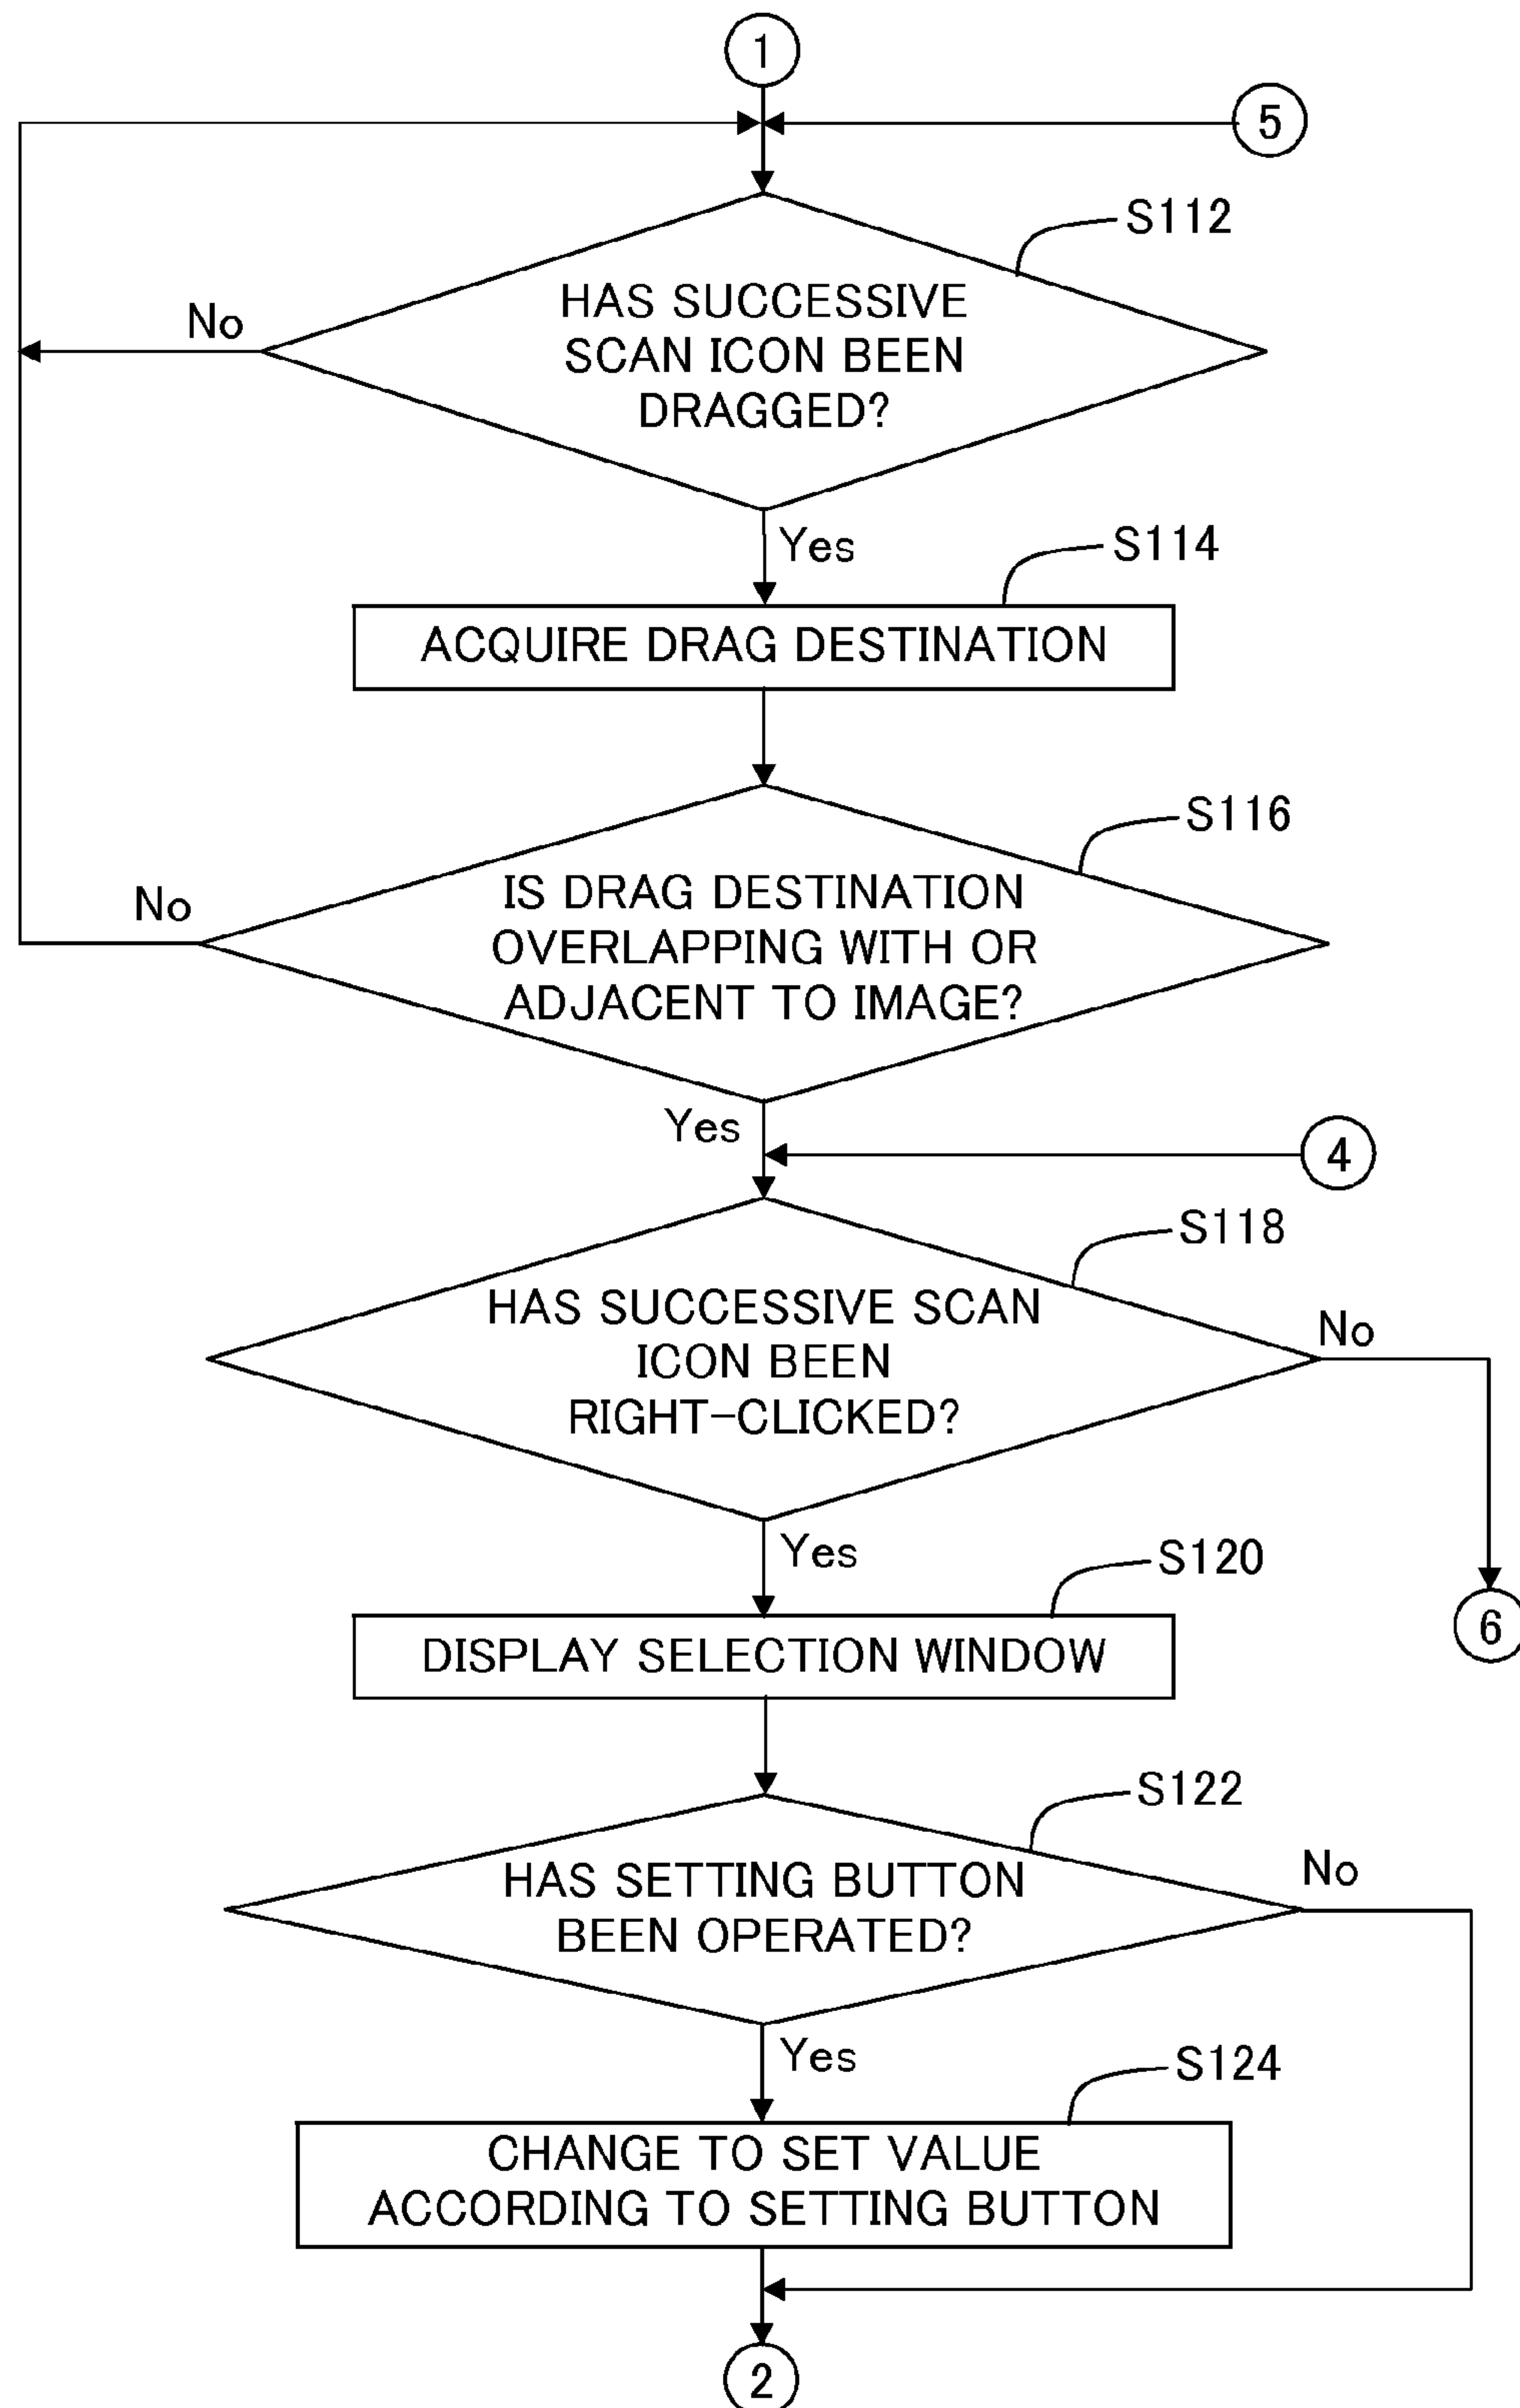 1
5
S112
HAS SUCCESSIVE
SCAN ICON BEEN
DRAGGED?
No
Yes
S114
ACQUIRE DRAG DESTINATION
S116
IS DRAG DESTINATION
OVERLAPPING WITH OR
ADJACENT TO IMAGE?
No
Yes
4
S118
HAS SUCCESSIVE SCAN
ICON BEEN
RIGHT-CLICKED?
No
Yes
S120
6
DISPLAY SELECTION WINDOW
S122
HAS SETTING BUTTON
BEEN OPERATED?
No
Yes
S124
CHANGE TO SET VALUE
ACCORDING TO SETTING BUTTON
2